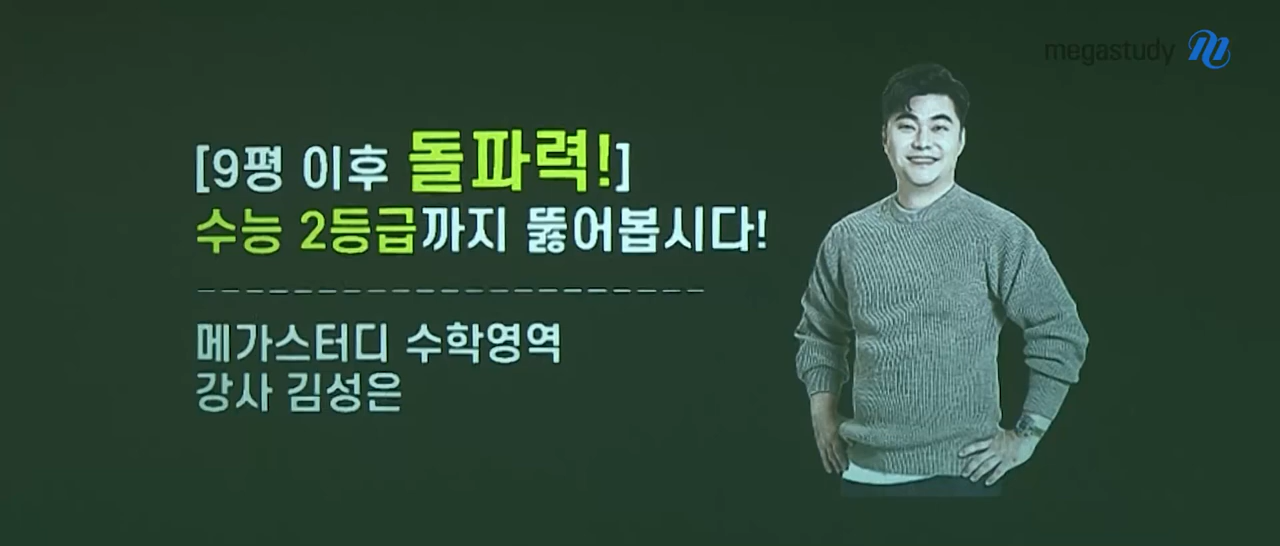 megastudy
[9평 이후 돌파력!]
수능 2등급까지 뚫어봅시다!
메가스터디 수학영역
강사 김성은